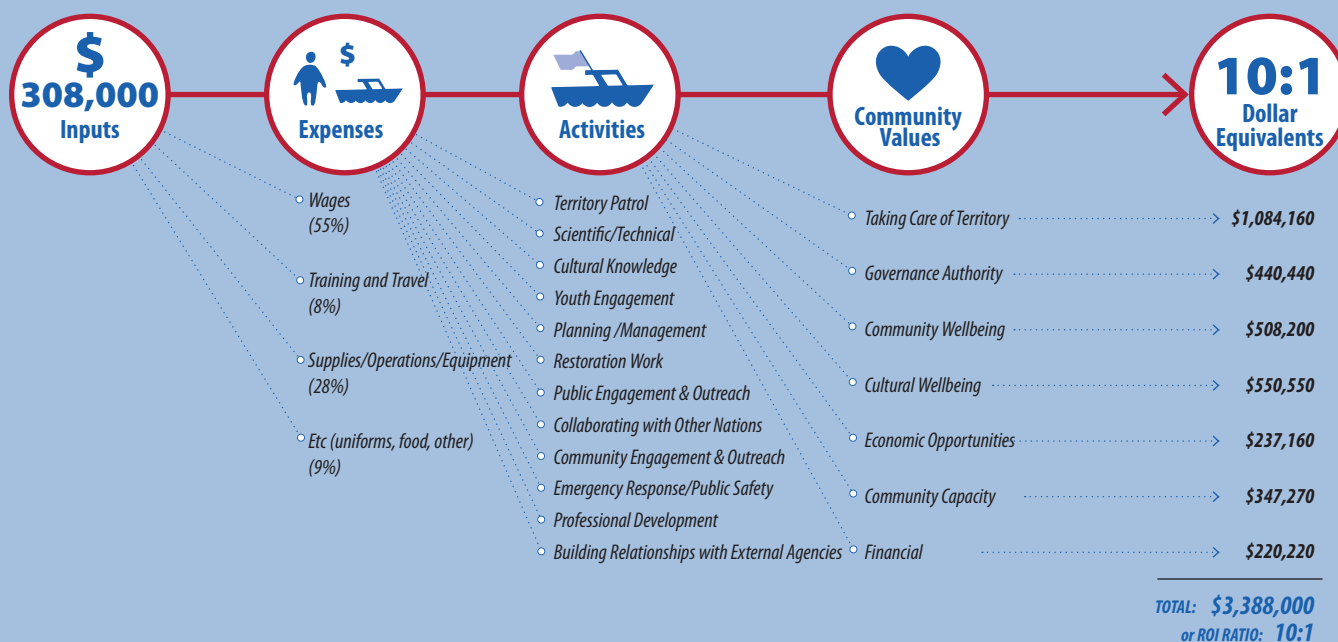 $
308,000
Inputs
$
Expenses
Activities
Community
Values
10:1
Dollar
Equivalents
Wages
(55%)
Training and Travel
(8%)
Supplies/Operations/Equipment
(28%)
Etc (uniforms, food, other)
(9%)
Territory Patrol
Scientific/Technical
Cultural Knowledge
Youth Engagement
Planning /Management
Restoration Work
Public Engagement & Outreach
Collaborating with Other Nations
Community Engagement & Outreach
Emergency Response/Public Safety
Professional Development
Building Relationships with External Agencies
Taking Care of Territory $1,084,160
Governance Authority $440,440
Community Wellbeing $508,200
Cultural Wellbeing $550,550
Economic Opportunities $237,160
Community Capacity $347,270
Financial $220,220
TOTAL: $3,388,000
or ROI RATIO: 10:1